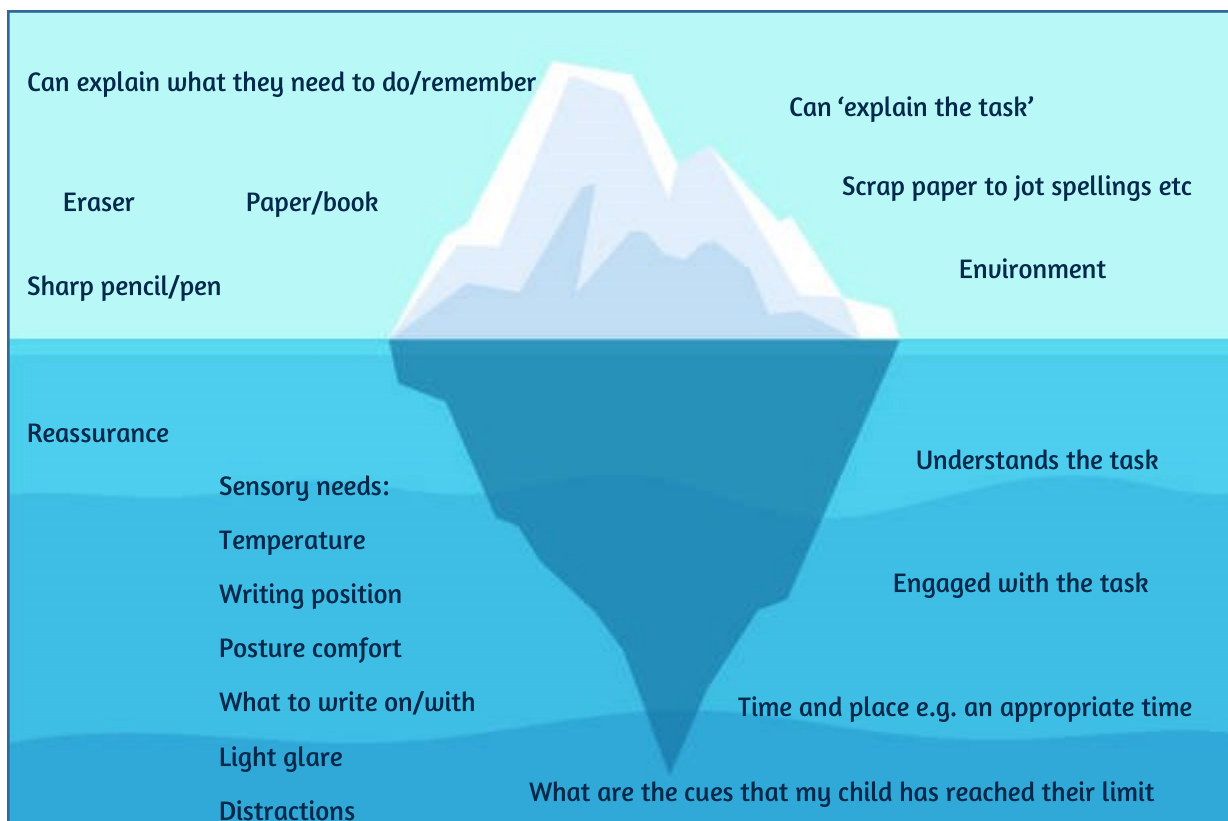 Can explain what they need to do/remember
Can ‘explain the task’
Scrap paper to jot spellings etc
Eraser
Paper/book
Environment
Sharp pencil/pen
Reassurance
Understands the task
Sensory needs:
Temperature
Engaged with the task
Writing position
Posture comfort
What to write on/with
Time and place e.g. an appropriate time
Light glare
What are the cues that my child has reached their limit
Distractions